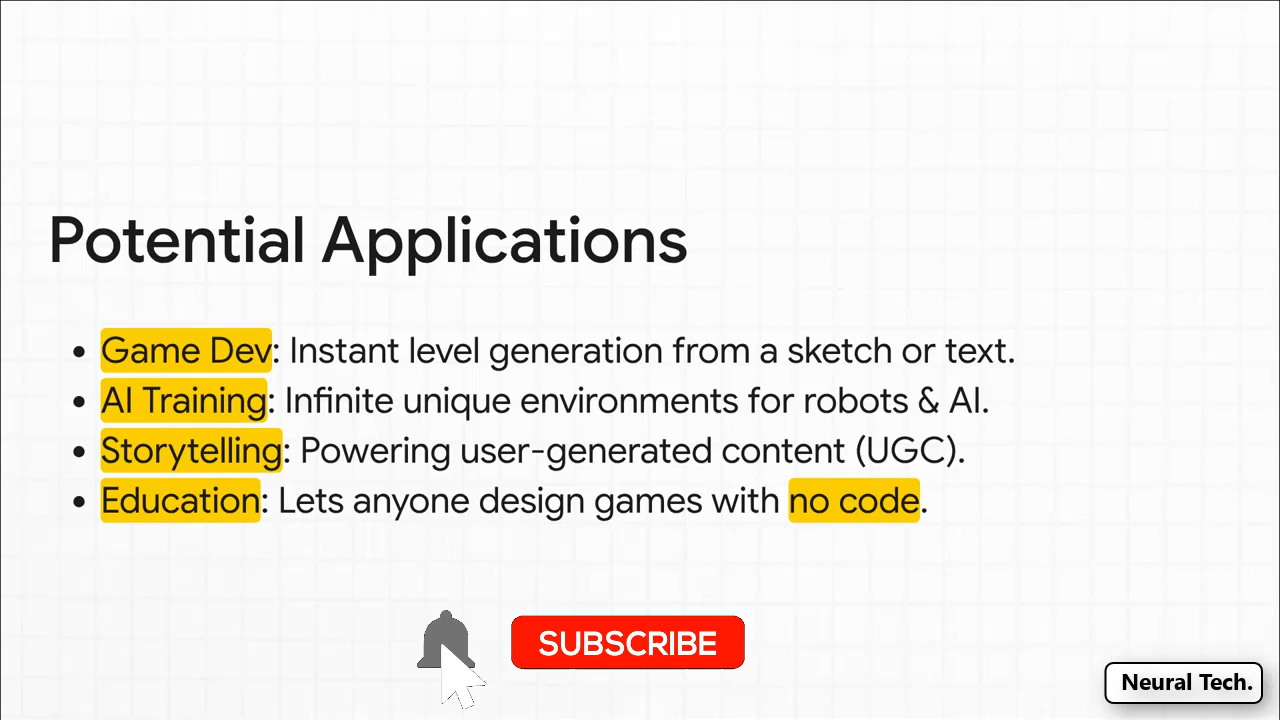 Potential Applications
• Game Dev: Instant level generation from a sketch or text.
• AI Training: Infinite unique environments for robots & AI.
• Storytelling: Powering user-generated content (UGC).
• Education: Lets anyone design games with no code.
SUBSCRIBE
Neural Tech.